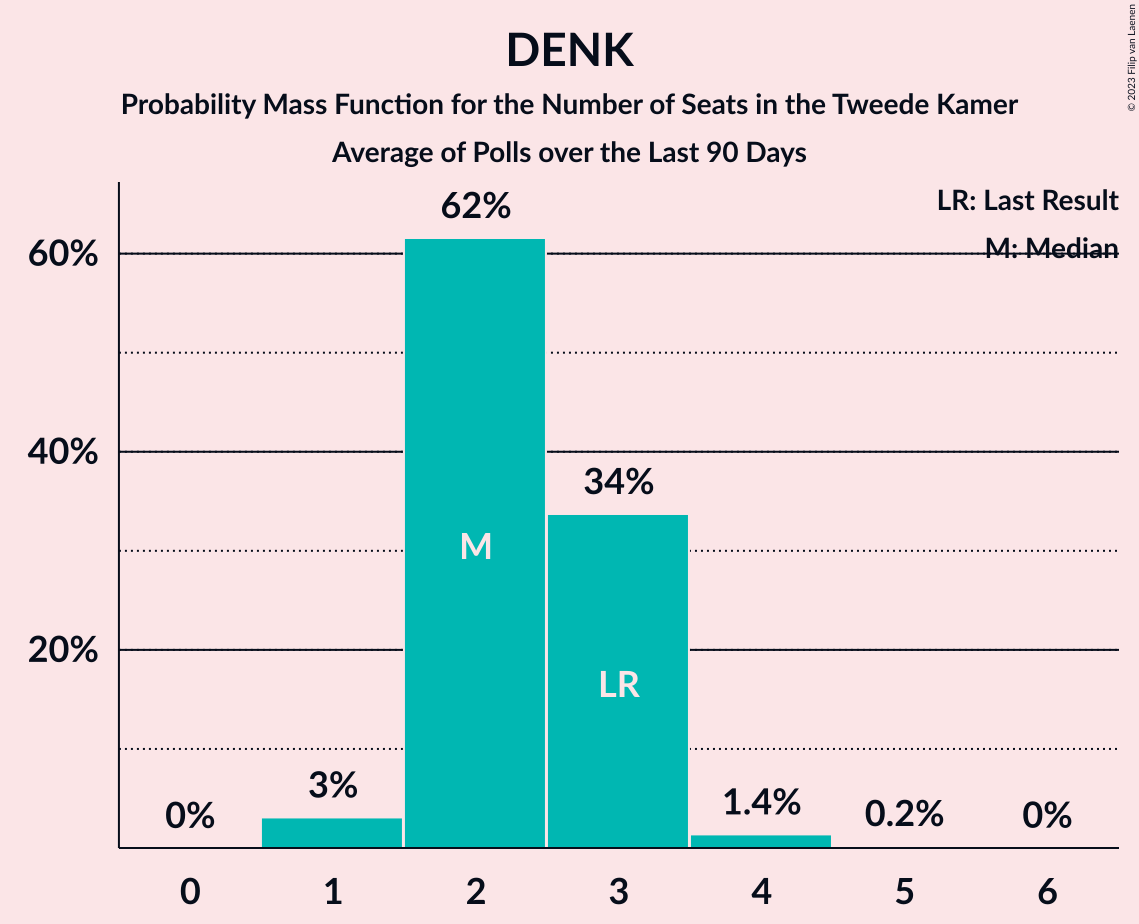 DENK
Probability Mass Function for the Number of Seats in the Tweede Kamer
Average of Polls over the Last 90 Days
© 2023 Filip van Laenen
LR: Last Result
M: Median
60%
40%
20%
0%
3%
62%
M
34%
LR
1.4%
0.2%
0%
0 1 2 3 4 5 6